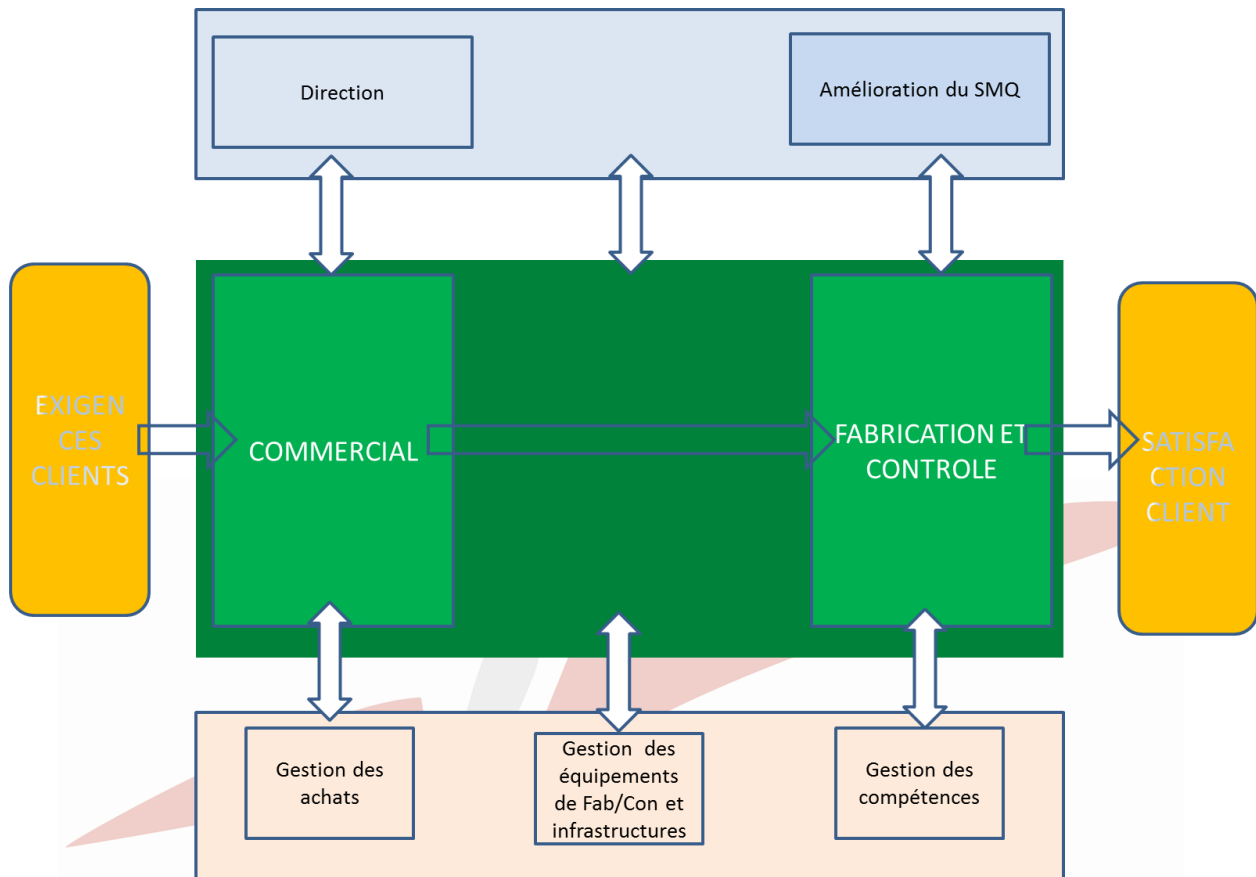 Direction
Amélioration du SMQ
EXIGEN
CES
CLIENTS
COMMERCIAL
FABRICATION ET
CONTROLE
SATISFA
CTION
CLIENT
Gestion des
achats
Gestion des
équipements
de Fab/Con et
infrastructures
Gestion des
compétences